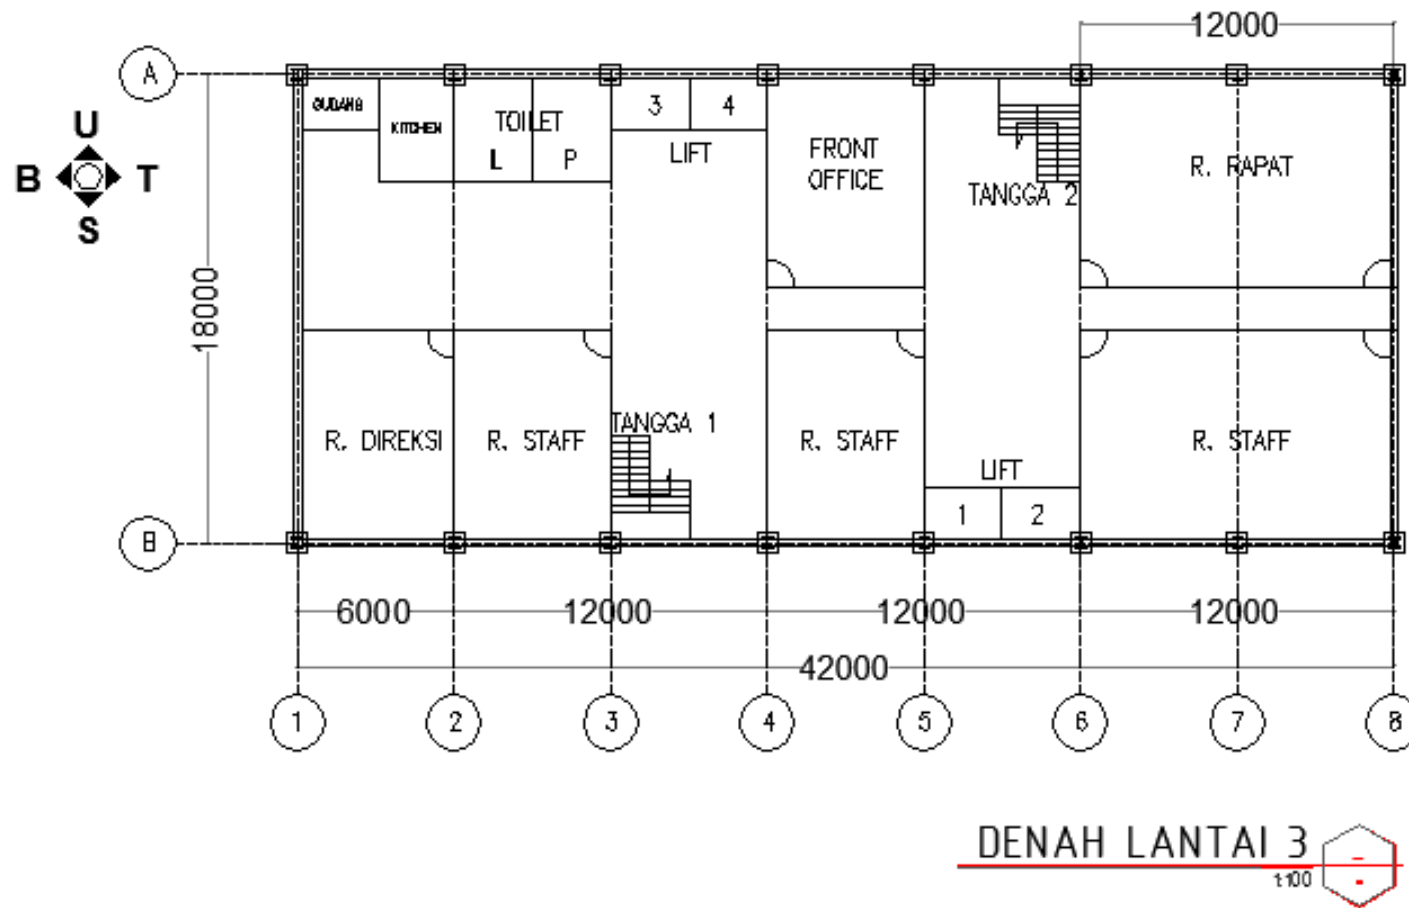 12000
A
U
B
T
S
18000
GUDANG
KITCHEN
TOILET
L
P
3
4
LIFT
FRONT
OFFICE
TANGGA 2
R. RAPAT
R. DIREKSI
R. STAFF
TANGGA 1
R. STAFF
LIFT
1
2
R. STAFF
B
6000
12000
12000
12000
42000
1
2
3
4
5
6
7
8
DENAH LANTAI 3
1:100